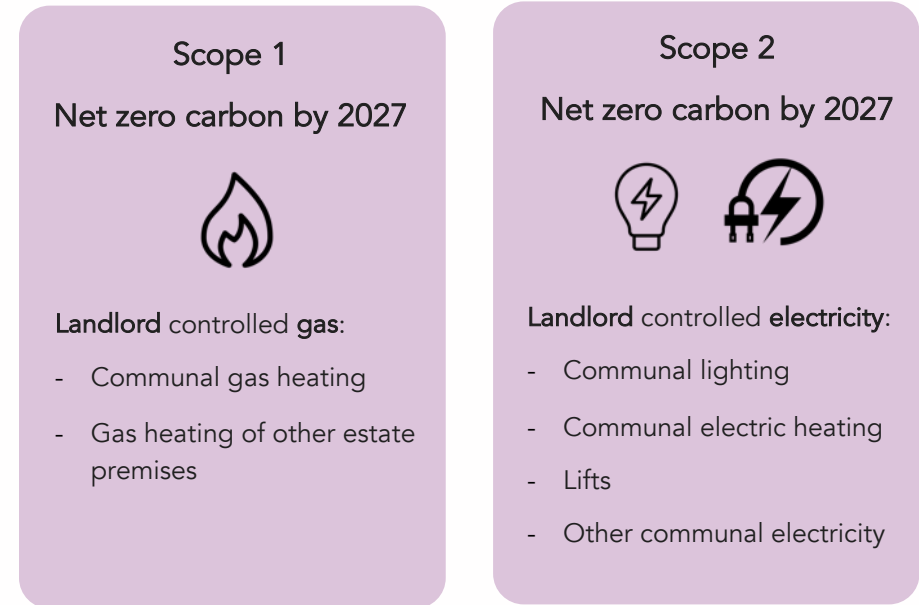 Scope 1
Net zero carbon by 2027
Landlord controlled gas:
- Communal gas heating
- Gas heating of other estate
premises
Scope 2
Net zero carbon by 2027
Landlord controlled electricity:
- Communal lighting
- Communal electric heating
- Lifts
- Other communal electricity